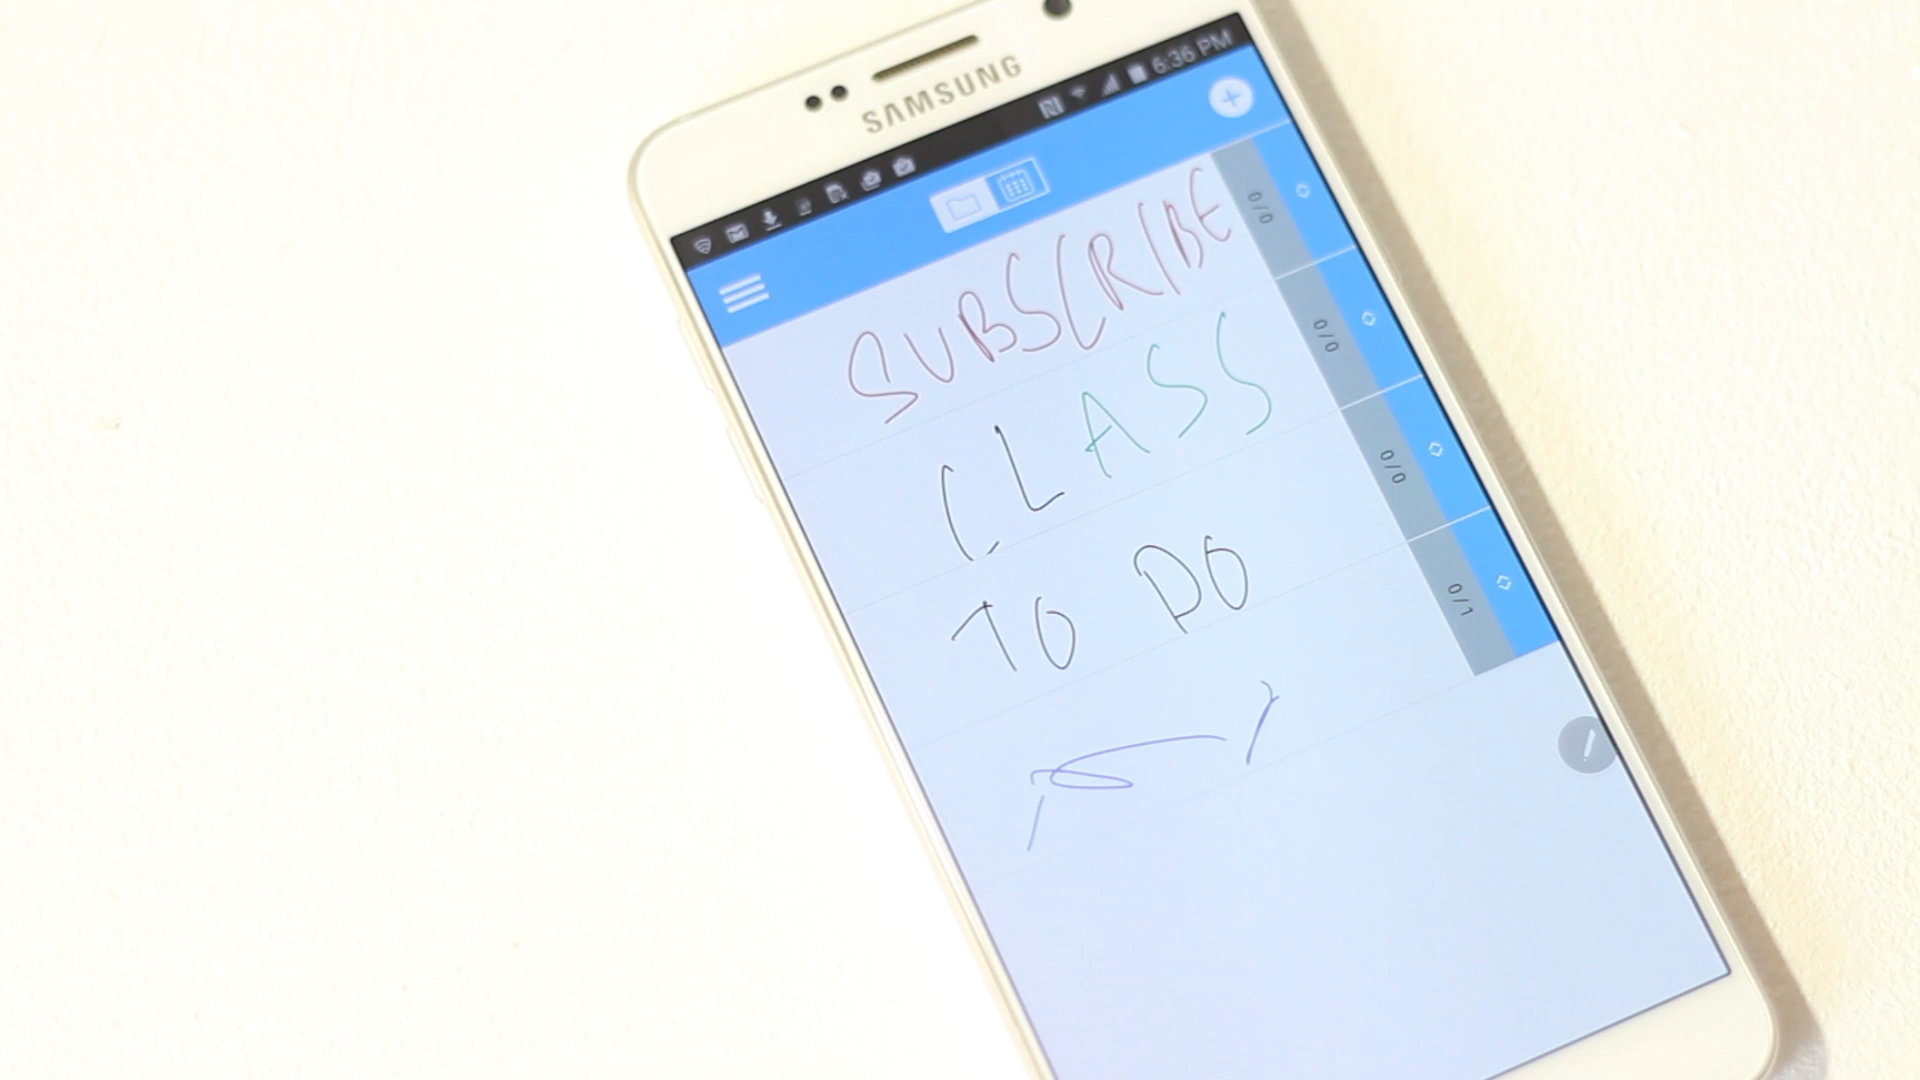 SAMSUNG
6:36 PM
SUBSCRIBE
0/0
CLASS
0/0
TO DO
0/0
0/1